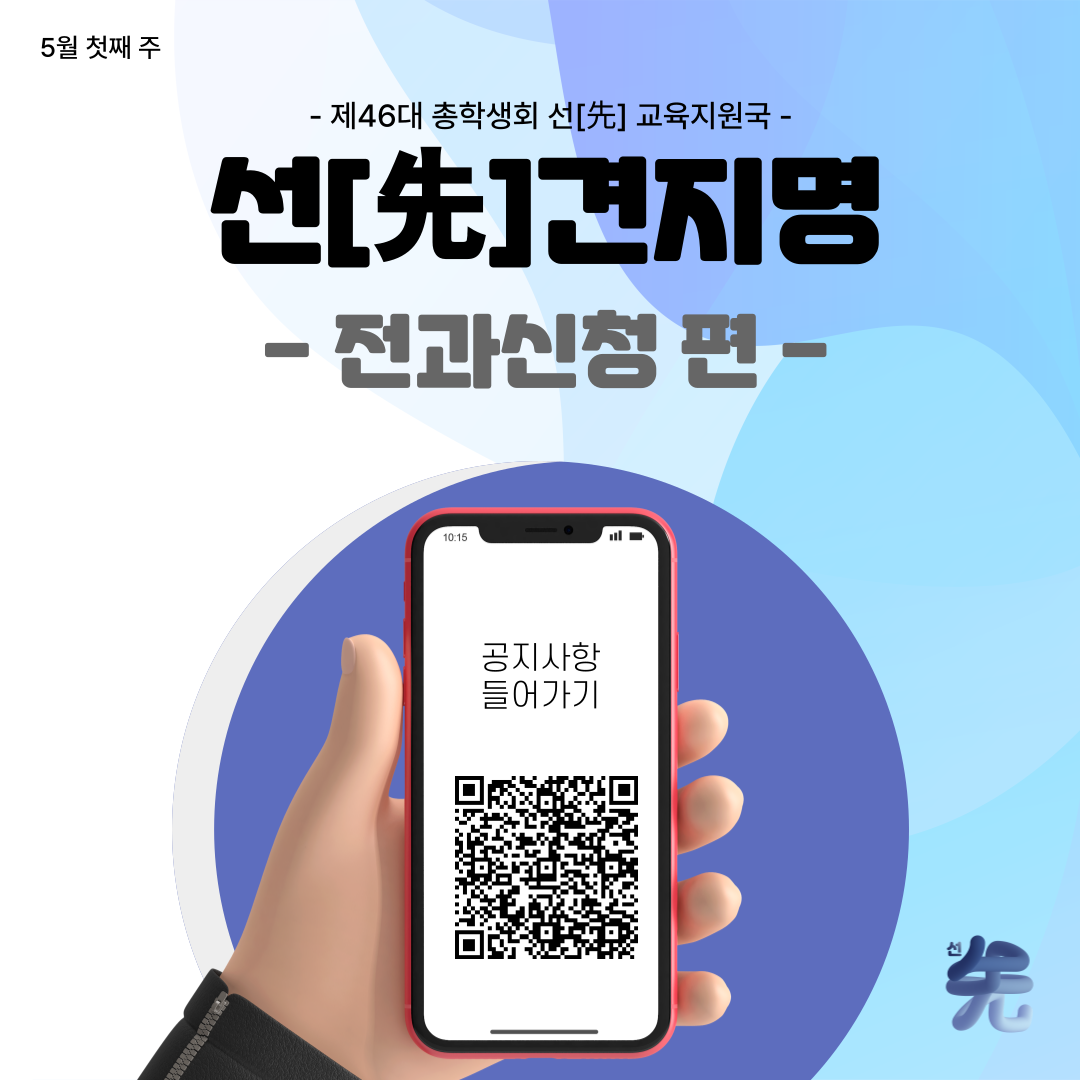 5월 첫째 주
- 제46대 총학생회 선[先] 교육지원국 -
선[先]견지명
- 전과신청 편 -
10:15
공지사항
들어가기
선 先